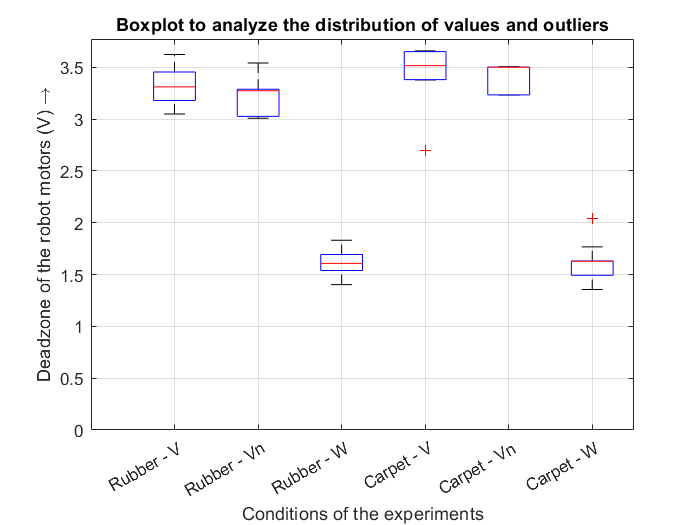 Boxplot to analyze the distribution of values and outliers
Deadzone of the robot motors (V) →
3.5
3
2.5
2
1.5
1
0.5
0
Rubber - V
Rubber - Vn
Rubber - W
Carpet - V
Carpet - Vn
Carpet - W
Conditions of the experiments